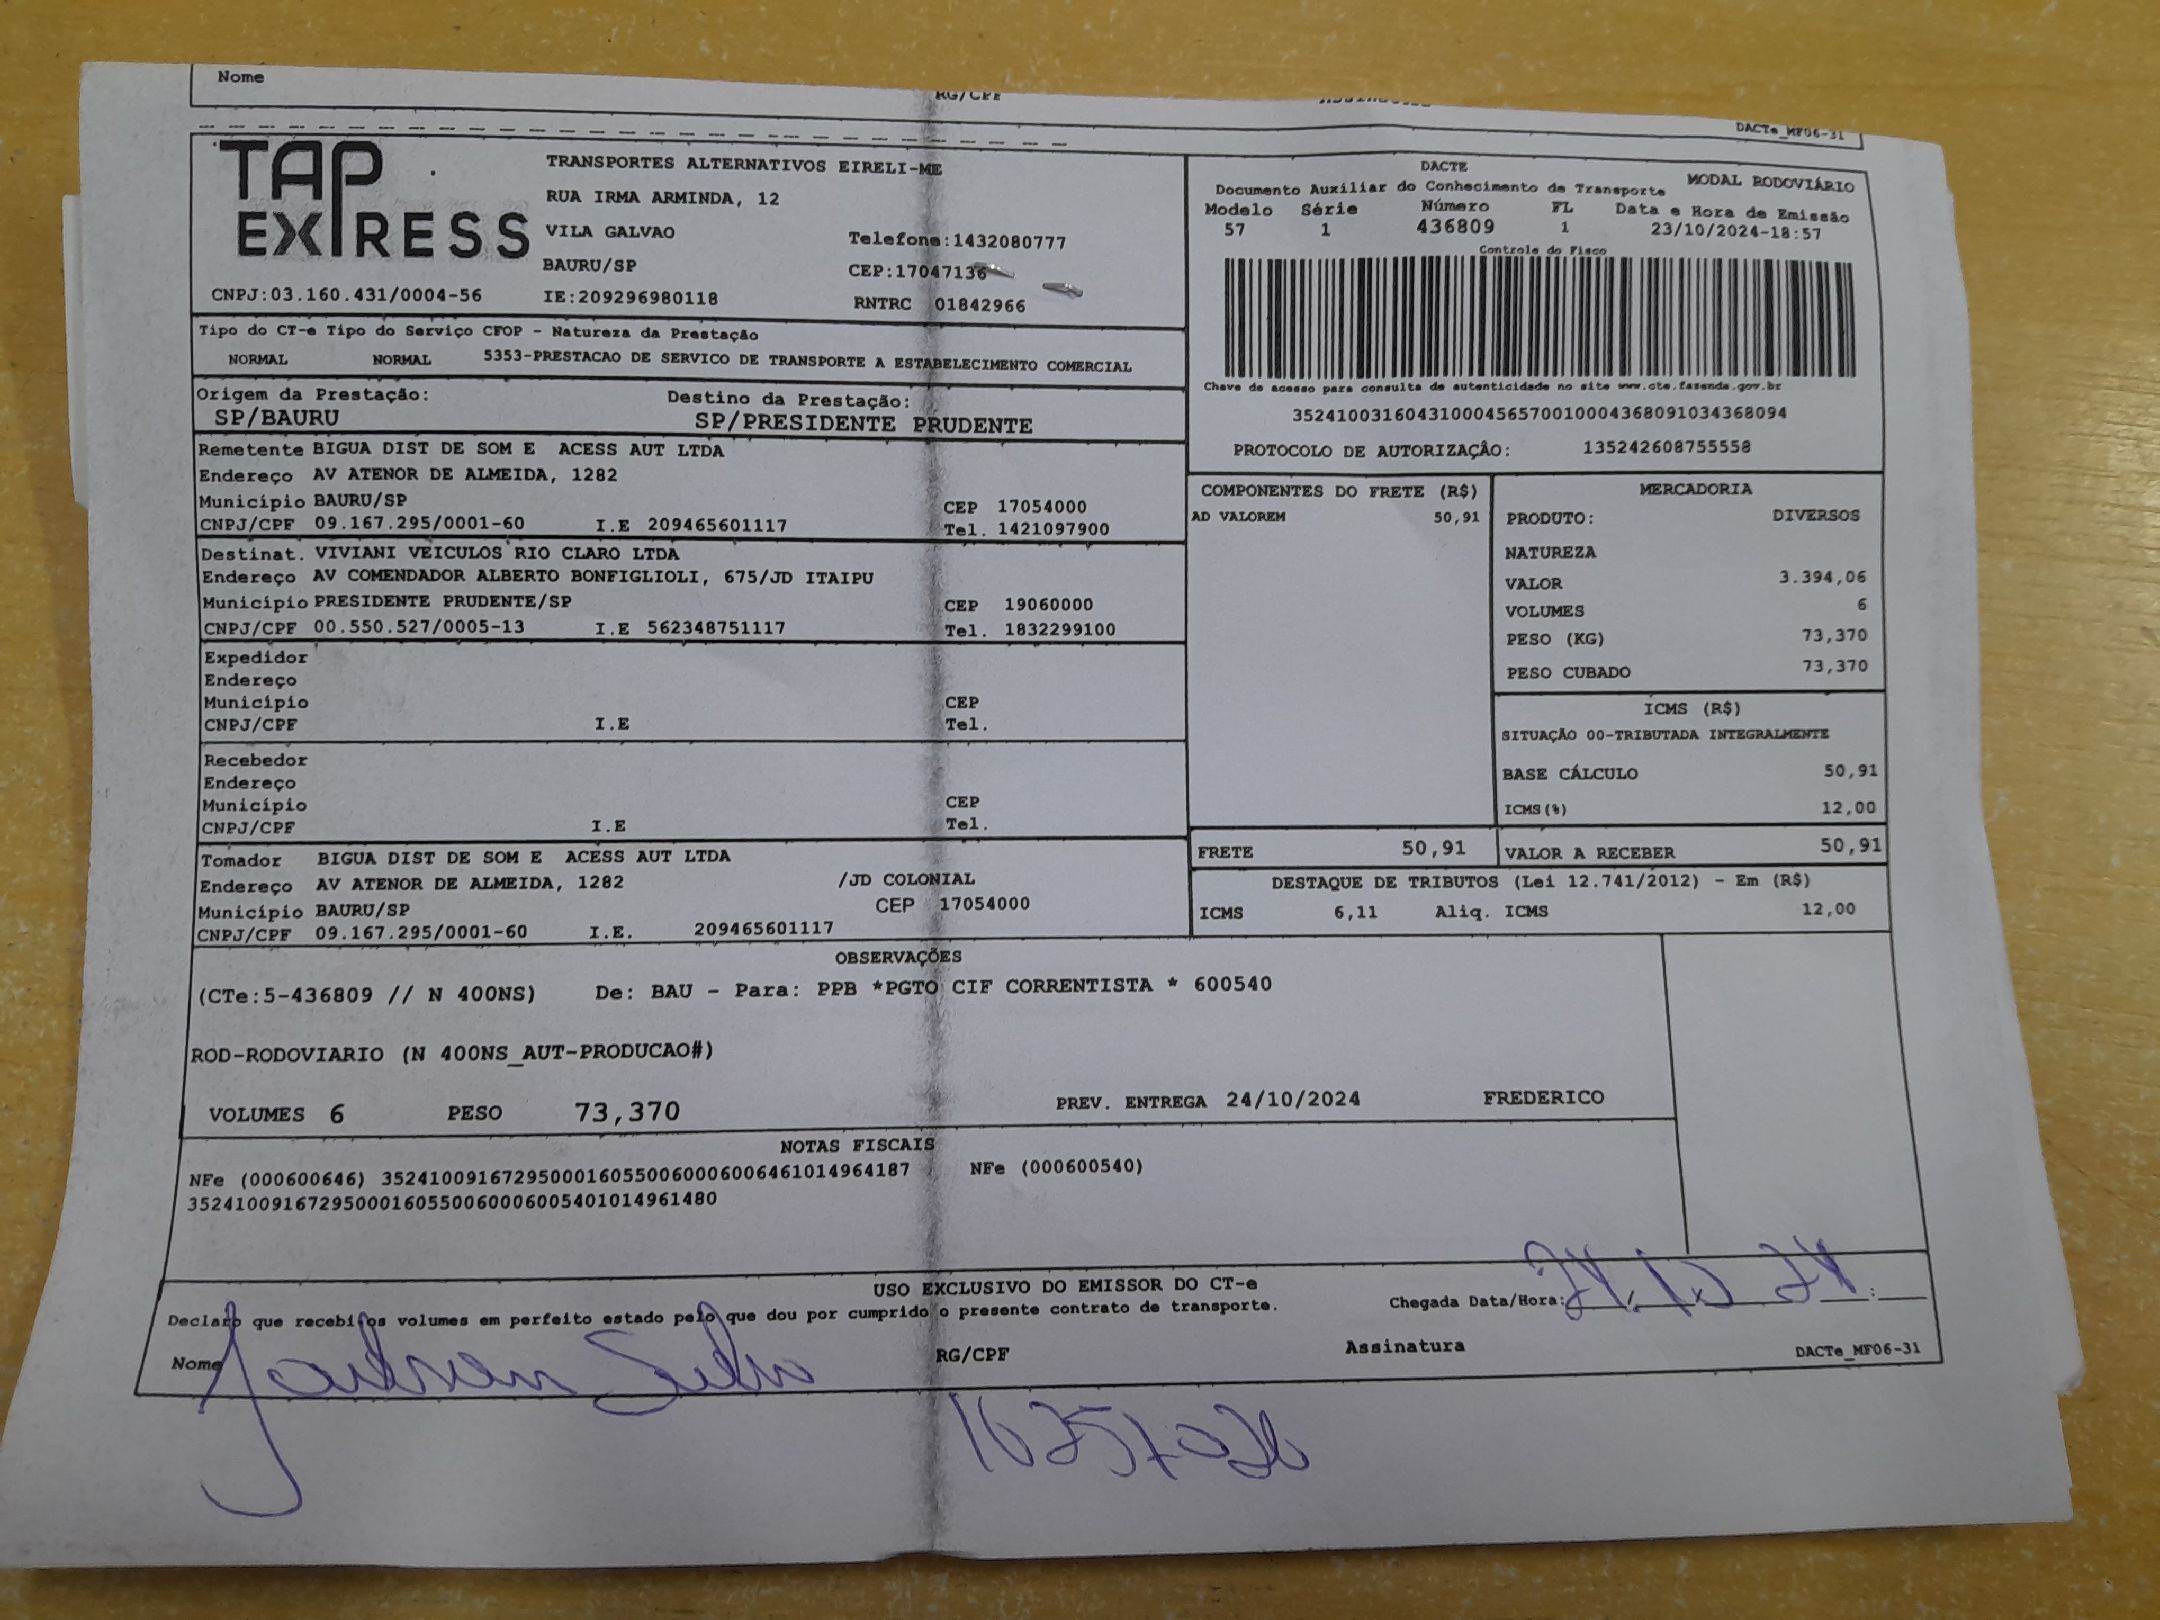 Nome
RG/CPF
DACTe_MF06-31
TAP EXPRESS
TRANSPORTES ALTERNATIVOS EIRELI-ME
RUA IRMA ARMINDA, 12
VILA GALVAO
Telefone:1432080777
BAURU/SP
CEP:17047136
CNPJ:03.160.431/0004-56
IE:209296980118
RNTRC 01842966
DACTE
MODAL RODOVIÁRIO
Documento Auxiliar do Conhecimento de Transporte
Modelo Série Número FL Data e Hora de Emissão
57 1 436809 1 23/10/2024-18:57
Controle do Fisco
Chave de acesso para consulta de autenticidade no site www.cte.fazenda.gov.br
35241003160431000456570010004368091034368094
PROTOCOLO DE AUTORIZAÇÂO: 135242608755558
Tipo do CT-e Tipo do Serviço CFOP - Natureza da Prestação
NORMAL NORMAL 5353-PRESTACAO DE SERVICO DE TRANSPORTE A ESTABELECIMENTO COMERCIAL
Origem da Prestação: Destino da Prestação:
SP/BAURU SP/PRESIDENTE PRUDENTE
Remetente BIGUA DIST DE SOM E ACESS AUT LTDA
Endereço AV ATENOR DE ALMEIDA, 1282
Município BAURU/SP CEP 17054000
CNPJ/CPF 09.167.295/0001-60 I.E 209465601117 Tel. 1421097900
Destinat. VIVIANI VEICULOS RIO CLARO LTDA
Endereço AV COMENDADOR ALBERTO BONFIGLIOLI, 675/JD ITAIPU
Município PRESIDENTE PRUDENTE/SP CEP 19060000
CNPJ/CPF 00.550.527/0005-13 I.E 562348751117 Tel. 1832299100
Expedidor
Endereço
Município CEP
CNPJ/CPF I.E Tel.
Recebedor
Endereço
Município CEP
CNPJ/CPF I.E Tel.
Tomador BIGUA DIST DE SOM E ACESS AUT LTDA
Endereço AV ATENOR DE ALMEIDA, 1282 /JD COLONIAL
Município BAURU/SP CEP 17054000
CNPJ/CPF 09.167.295/0001-60 I.E. 209465601117
COMPONENTES DO FRETE (R$)
AD VALOREM 50,91
MERCADORIA
PRODUTO: DIVERSOS
NATUREZA
VALOR 3.394,06
VOLUMES 6
PESO (KG) 73,370
PESO CUBADO 73,370
ICMS (R$)
SITUAÇÃO 00-TRIBUTADA INTEGRALMENTE
BASE CÁLCULO 50,91
ICMS(%) 12,00
FRETE 50,91 VALOR A RECEBER 50,91
DESTAQUE DE TRIBUTOS (Lei 12.741/2012) - Em (R$)
ICMS 6,11 Aliq. ICMS 12,00
OBSERVAÇÕES
(CTe:5-436809 // N 400NS) De: BAU - Para: PPB *PGTO CIF CORRENTISTA * 600540
ROD-RODOVIARIO (N 400NS_AUT-PRODUCAO#)
VOLUMES 6 PESO 73,370 PREV. ENTREGA 24/10/2024 FREDERICO
NOTAS FISCAIS
NFe (000600646) 35241009167295000160550060006006461014964187 NFe (000600540)
35241009167295000160550060006005401014961480
USO EXCLUSIVO DO EMISSOR DO CT-e
Declaro que recebi os volumes em perfeito estado pelo que dou por cumprido o presente contrato de transporte.
Chegada Data/Hora:
Nome RG/CPF Assinatura DACTe_MF06-31